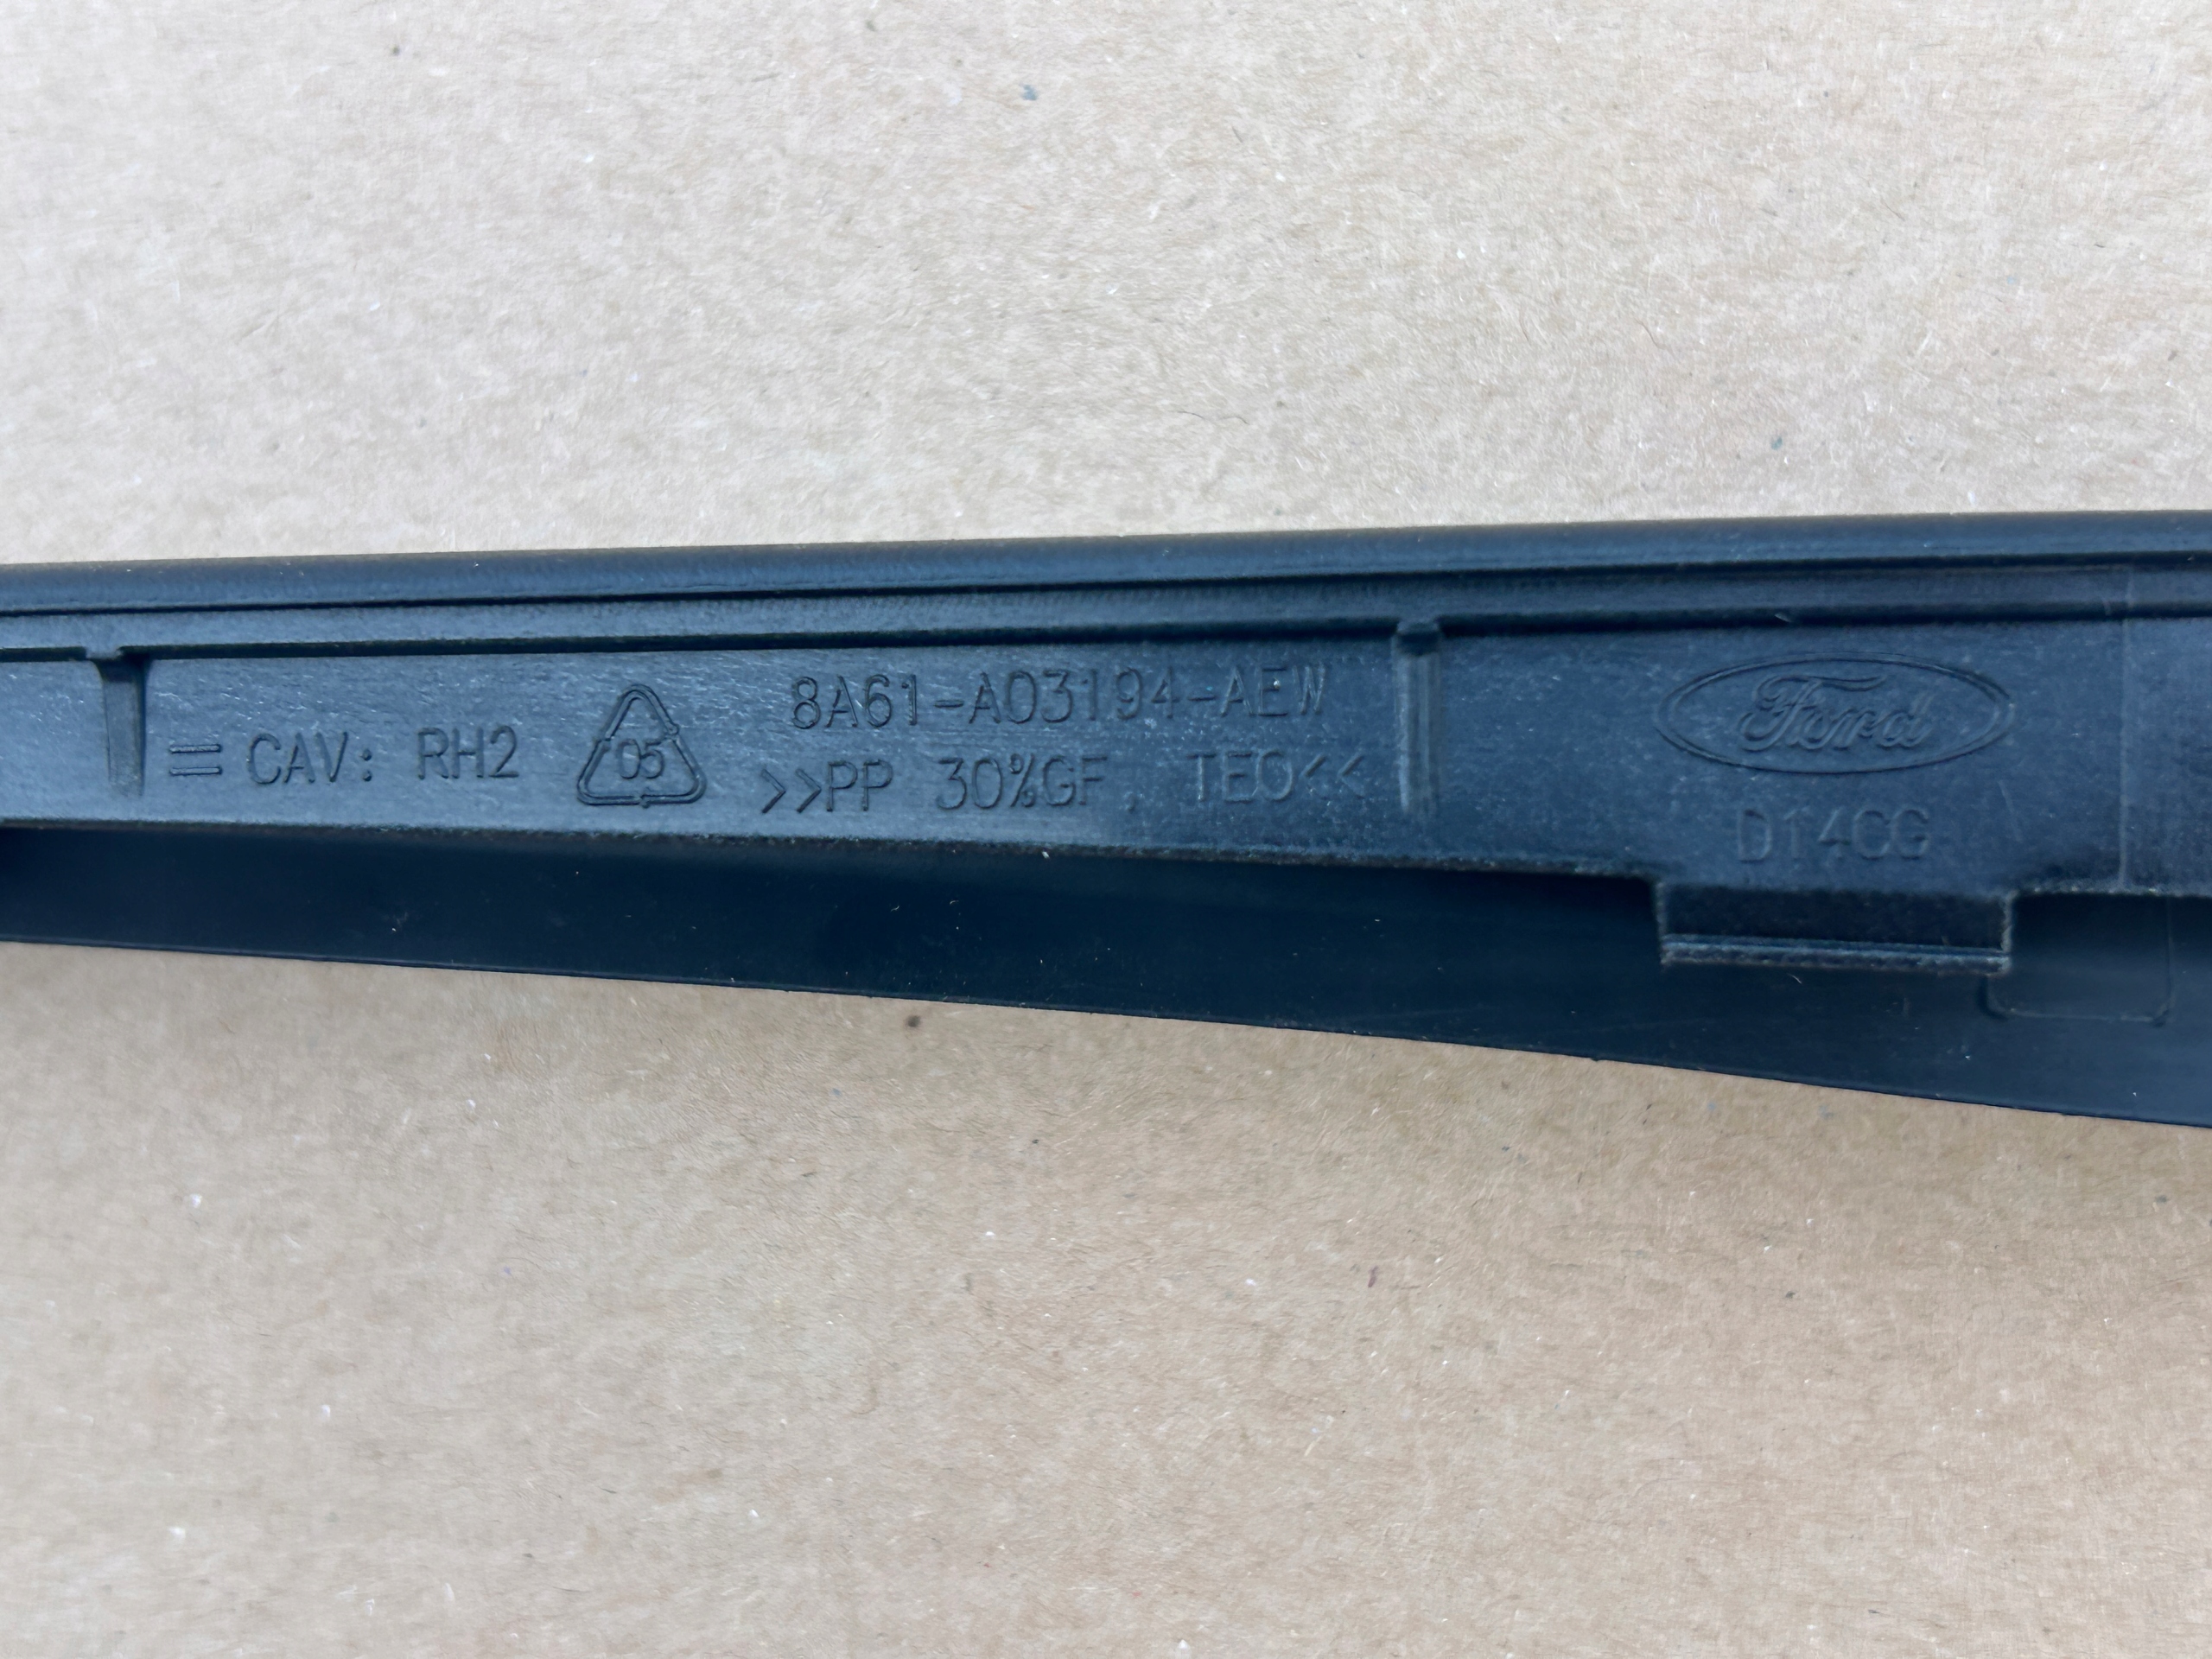 8A61-A03194-AEW
= CAV: RH2
05
>>PP 30%GF, TEO<<
Ford
D14CG